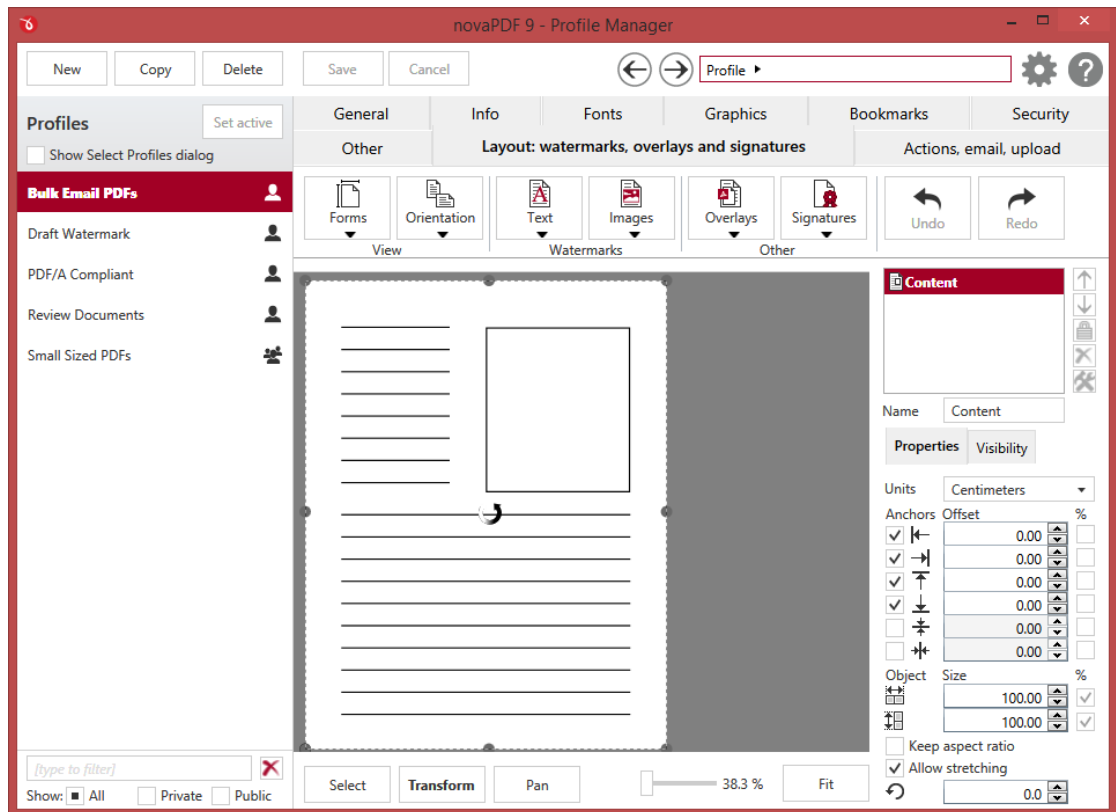 novaPDF 9 - Profile Manager
New Copy Delete Save Cancel Profile
Profiles Set active
Show Select Profiles dialog
General Info Fonts Graphics Bookmarks Security
Other Layout: watermarks, overlays and signatures Actions, email, upload
Bulk Email PDFs
Draft Watermark
PDF/A Compliant
Review Documents
Small Sized PDFs
Forms Orientation Text Images Overlays Signatures Undo Redo
View Watermarks Other
Content
Name Content
Properties Visibility
Units Centimeters
Anchors Offset %
0.00
0.00
0.00
0.00
0.00
0.00
Object Size %
100.00
100.00
Keep aspect ratio
Allow stretching
0.0
[type to filter]
Show: All Private Public
Select Transform Pan 38.3 % Fit